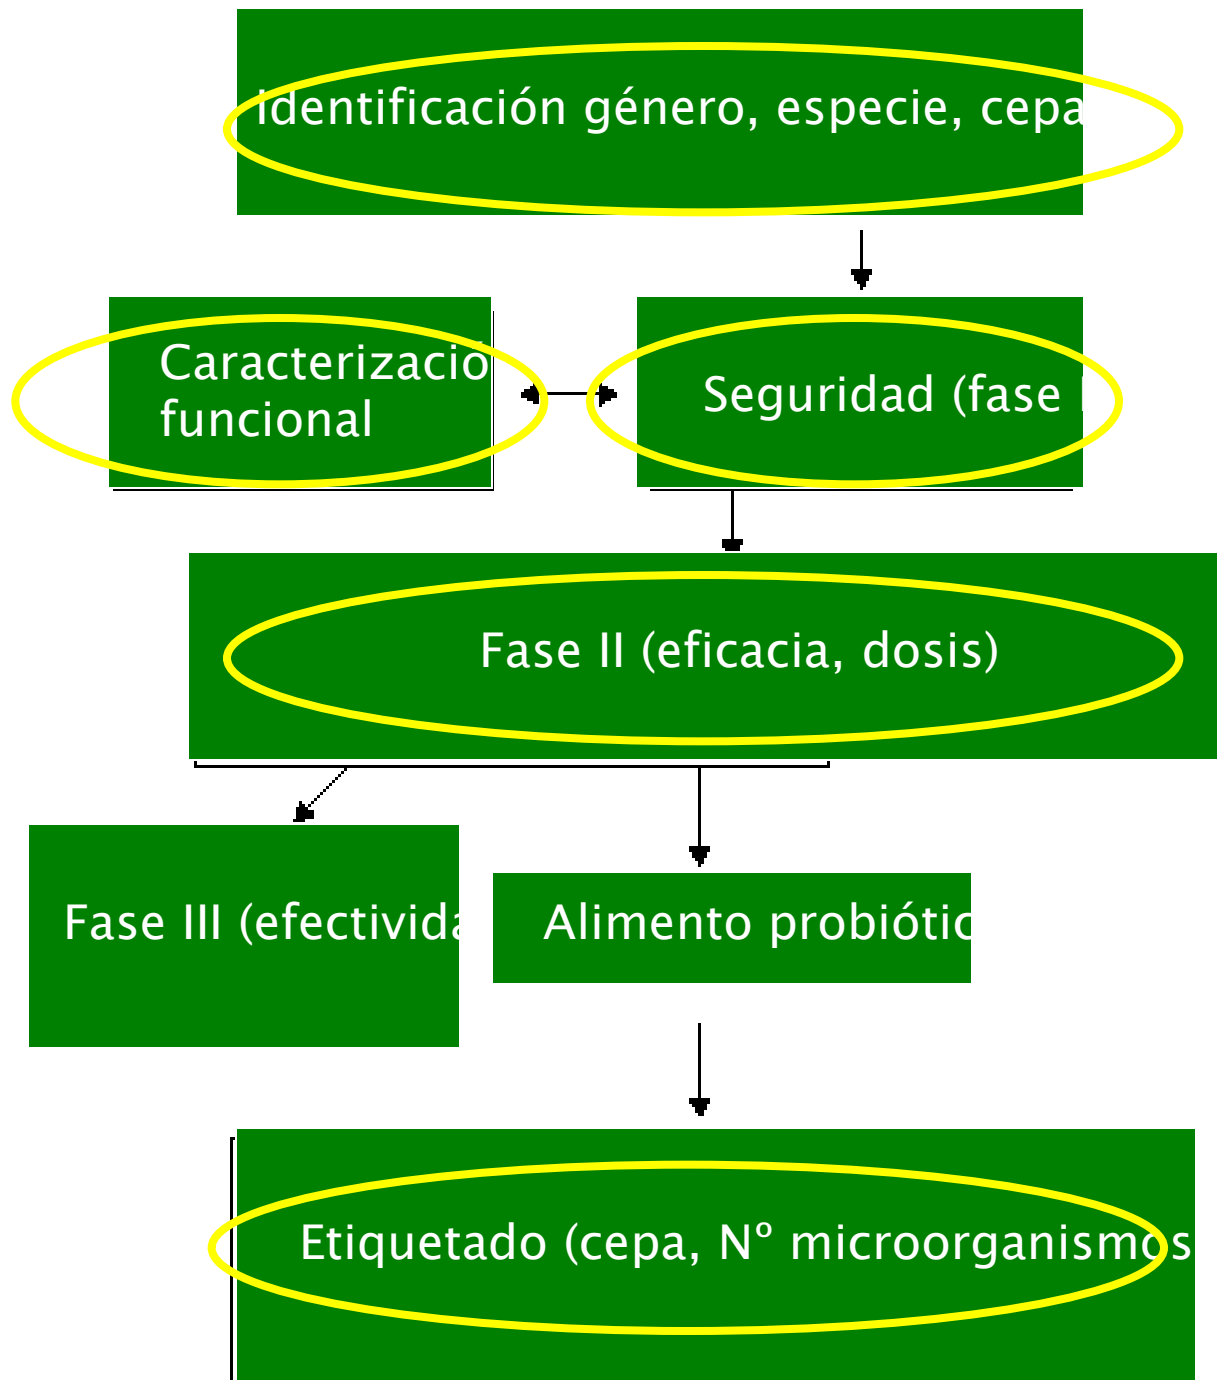 Identificación género, especie, cepa
Caracterizació
funcional
Seguridad (fase
Fase II (eficacia, dosis)
Fase III (efectivida
Alimento probiótic
Etiquetado (cepa, Nº microorganismos